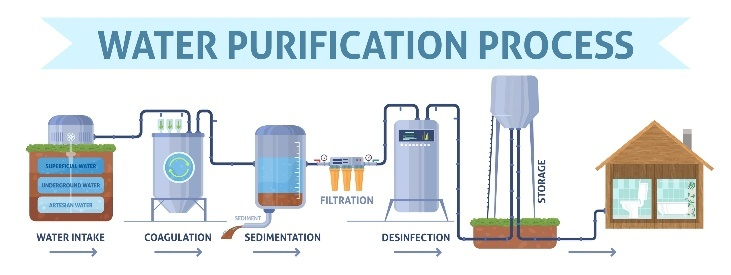 WATER PURIFICATION PROCESS
SUPERFICIAL WATER
UNDERGROUND WATER
ARTESIAN WATER
WATER INTAKE
COAGULATION
SEDIMENT
SEDIMENTATION
FILTRATION
DESINFECTION
STORAGE